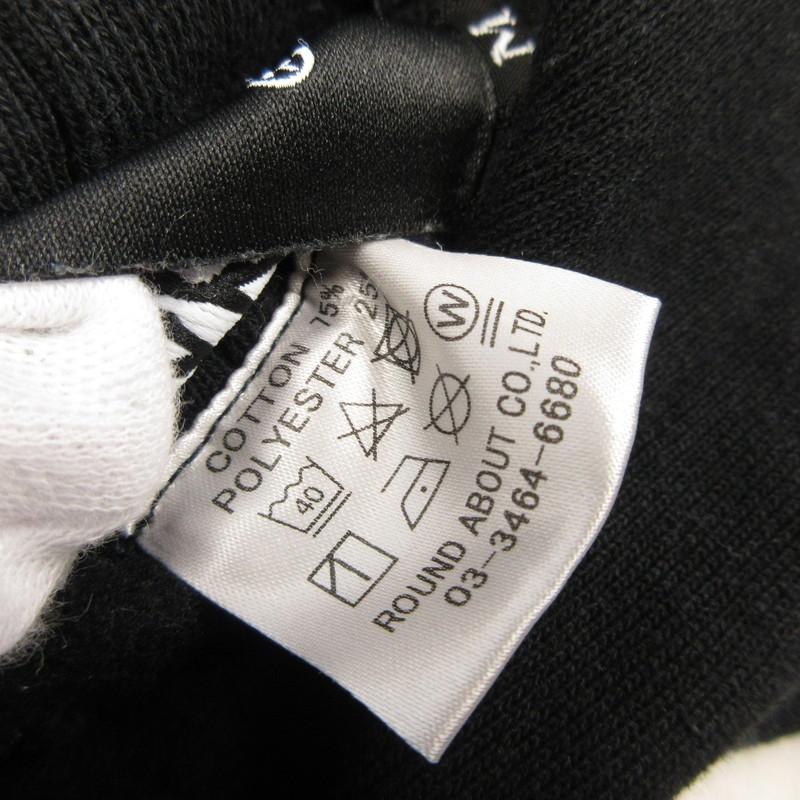 COTTON 75%
POLYESTER 25
40
W
ROUND ABOUT CO.,LTD.
03-3464-6680
W